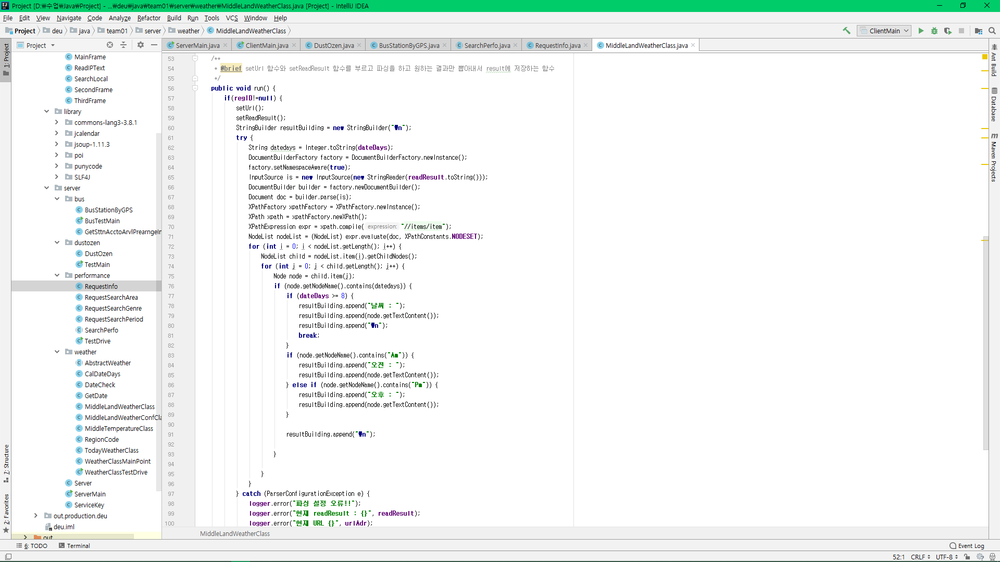 Project [D:\수업\Java\Project] - ...\deu\java\team01\server\weather\MiddleLandWeatherClass.java [Project] - IntelliJ IDEA
File Edit View Navigate Code Analyze Refactor Build Run Tools VCS Window Help
Project deu java team01 server weather MiddleLandWeatherClass
ClientMain
Project
ServerMain.java ClientMain.java DustOzen.java BusStationByGPS.java SearchPerfo.java RequestInfo.java MiddleLandWeatherClass.java
1: Project
7: Structure
2: Favorites
MainFrame
ReadIPText
SearchLocal
SecondFrame
ThirdFrame
library
commons-lang3-3.8.1
jcalendar
jsoup-1.11.3
poi
punycode
SLF4J
server
bus
BusStationByGPS
BusTestMain
GetSttnAcctoArvlPrearngeIn
dustozen
DustOzen
TestMain
performance
RequestInfo
RequestSearchArea
RequestSearchGenre
RequestSearchPeriod
SearchPerfo
TestDrive
weather
AbstractWeather
CalDateDays
DateCheck
GetDate
MiddleLandWeatherClass
MiddleLandWeatherConfCla
MiddleTemperatureClass
RegionCode
TodayWeatherClass
WeatherClassMainPoint
WeatherClassTestDrive
Server
ServerMain
ServiceKey
out.production.deu
deu.iml
out
53 /**
54 * @brief setUrl 함수와 setReadResult 함수를 부르고 파싱을 하고 원하는 결과만 뽑아내서 result에 저장하는 함수
55 */
56 public void run() {
57 if(regID!=null) {
58 setUrl();
59 setReadResult();
60 StringBuilder resultBuilding = new StringBuilder("\n");
61 try {
62 String datedays = Integer.toString(dateDays);
63 DocumentBuilderFactory factory = DocumentBuilderFactory.newInstance();
64 factory.setNamespaceAware(true);
65 InputSource is = new InputSource(new StringReader(readResult.toString()));
66 DocumentBuilder builder = factory.newDocumentBuilder();
67 Document doc = builder.parse(is);
68 XPathFactory xpathFactory = XPathFactory.newInstance();
69 XPath xpath = xpathFactory.newXPath();
70 XPathExpression expr = xpath.compile( expression: "//items/item");
71 NodeList nodeList = (NodeList) expr.evaluate(doc, XPathConstants.NODESET);
72 for (int i = 0; i < nodeList.getLength(); i++) {
73 NodeList child = nodeList.item(i).getChildNodes();
74 for (int j = 0; j < child.getLength(); j++) {
75 Node node = child.item(j);
76 if (node.getNodeName().contains(datedays)) {
77 if (dateDays >= 8) {
78 resultBuilding.append("날씨 : ");
79 resultBuilding.append(node.getTextContent());
80 resultBuilding.append("\n");
81 break;
82 }
83 if (node.getNodeName().contains("Am")) {
84 resultBuilding.append("오전 : ");
85 resultBuilding.append(node.getTextContent());
86 } else if (node.getNodeName().contains("Pm")) {
87 resultBuilding.append("오후 : ");
88 resultBuilding.append(node.getTextContent());
89 }
90
91 resultBuilding.append("\n");
92
93 }
94
95 }
96 }
97 } catch (ParserConfigurationException e) {
98 logger.error("파싱 설정 오류!!");
99 logger.error("현재 readResult : {}", readResult);
100 logger.error("현재 URL {}", urlAdr);
MiddleLandWeatherClass
Ant Build
Database
Maven Projects
6: TODO Terminal
Event Log
52:1 CRLF UTF-8